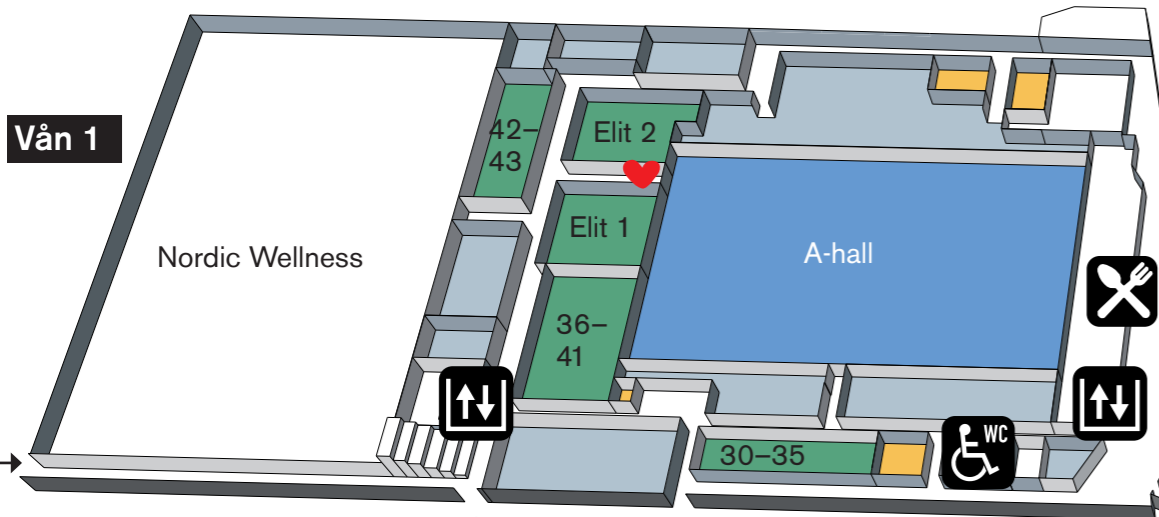 Vån 1
42–
43
Elit 2
Elit 1
Nordic Wellness
A-hall
36–
41
30–35
WC